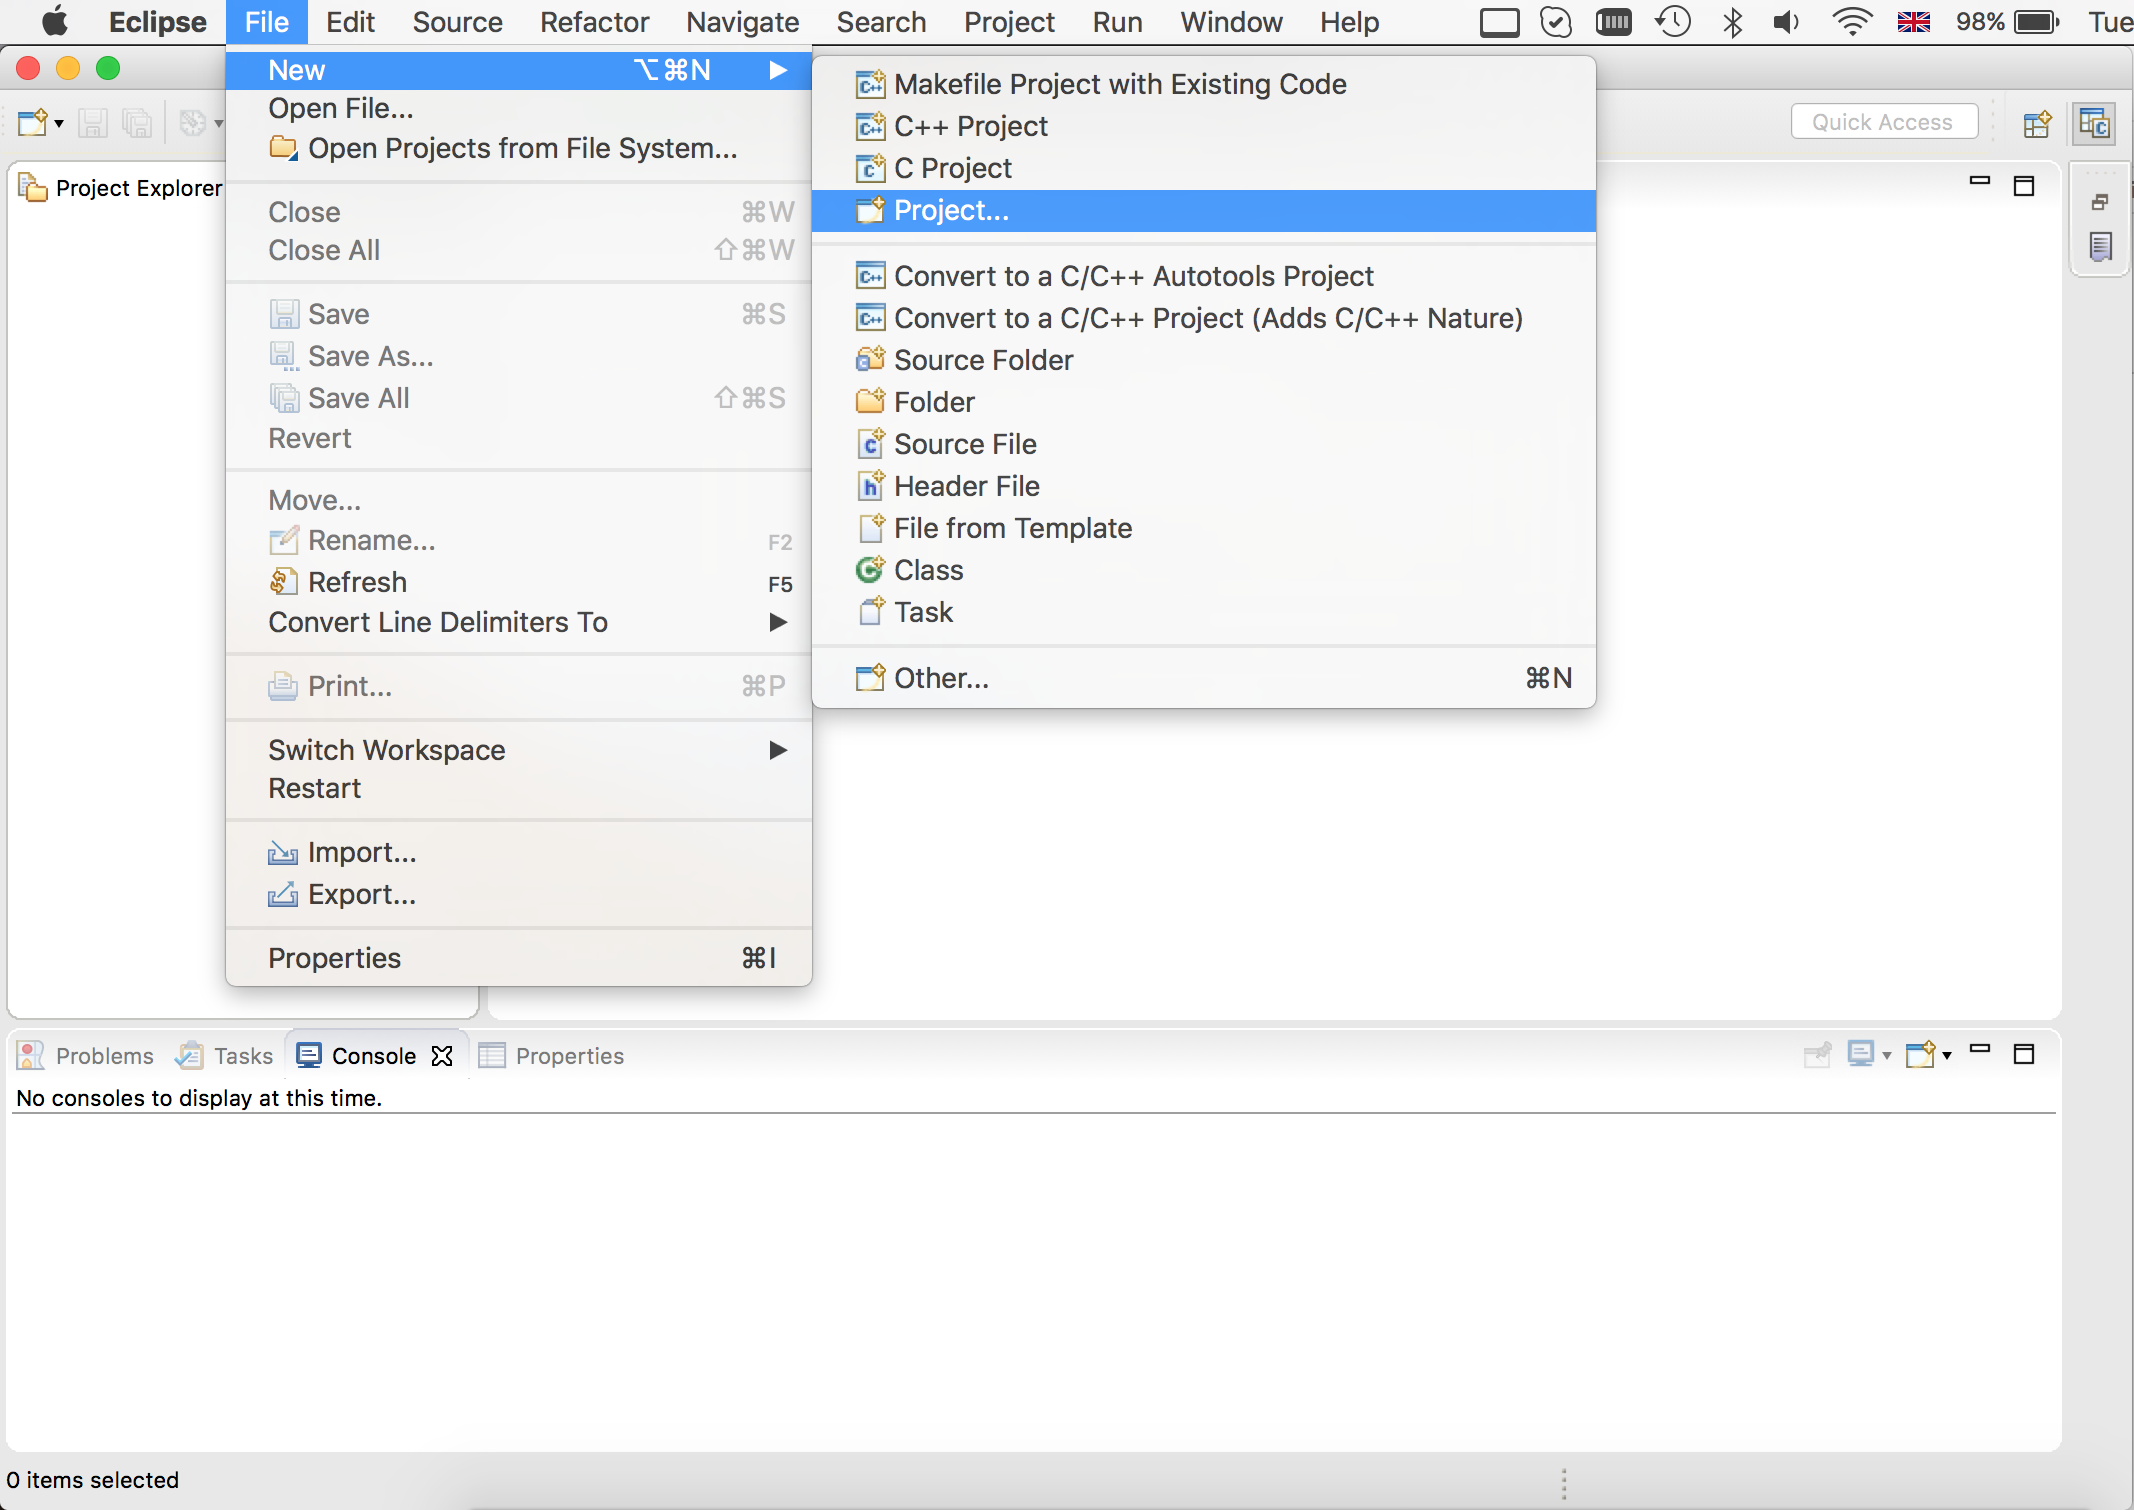 Eclipse File Edit Source Refactor Navigate Search Project Run Window Help 98% Tue
New ⌥⌘N
Open File...
Open Projects from File System...
Close ⌘W
Close All ⇧⌘W
Save ⌘S
Save As...
Save All ⇧⌘S
Revert
Move...
Rename... F2
Refresh F5
Convert Line Delimiters To
Print... ⌘P
Switch Workspace
Restart
Import...
Export...
Properties ⌘I
Makefile Project with Existing Code
C++ Project
C Project
Project...
Convert to a C/C++ Autotools Project
Convert to a C/C++ Project (Adds C/C++ Nature)
Source Folder
Folder
Source File
Header File
File from Template
Class
Task
Other... ⌘N
Quick Access
Project Explorer
Problems Tasks Console Properties
No consoles to display at this time.
0 items selected